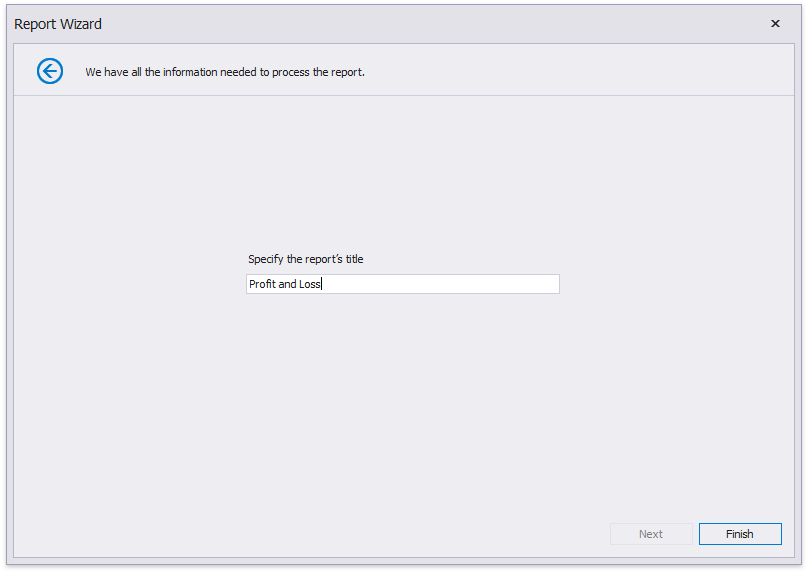 Report Wizard
We have all the information needed to process the report.
Specify the report's title
Profit and Loss
Next
Finish